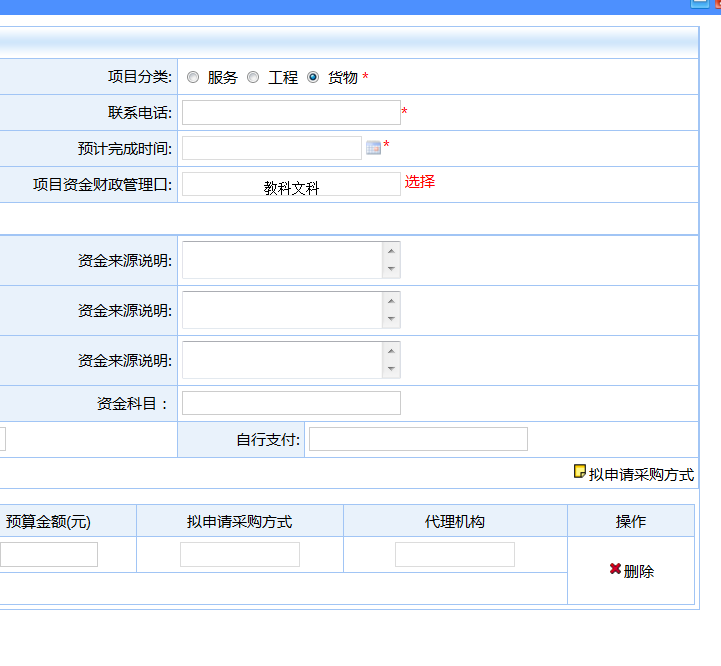 项目分类: 服务 工程 货物 *
联系电话: *
预计完成时间: *
项目资金财政管理口: 教科文科 选择
资金来源说明:
资金来源说明:
资金来源说明:
资金科目：
自行支付:
拟申请采购方式
预算金额(元) 拟申请采购方式 代理机构 操作
删除